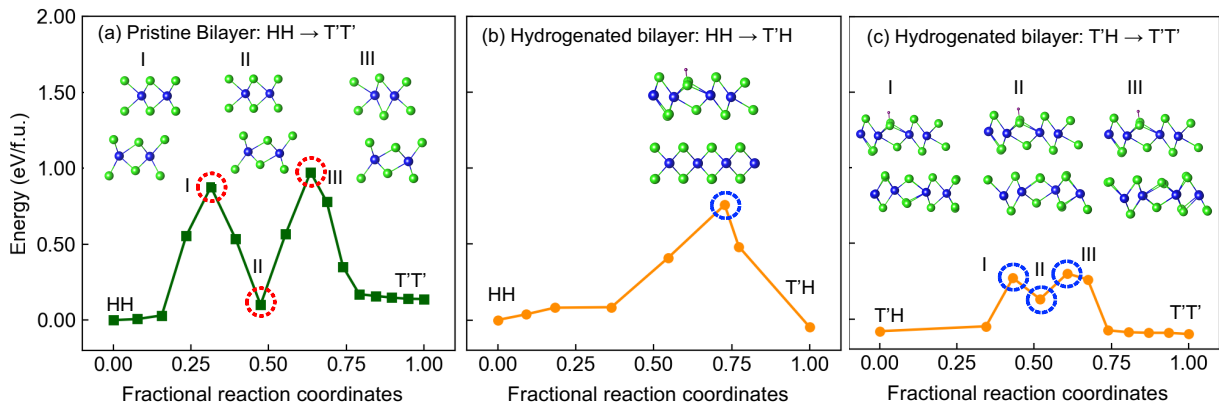 (a) Pristine Bilayer: HH → T'T'
I
II
III
I
II
III
HH
T'T'
2.00
1.50
1.00
0.50
0.00
Energy (eV/f.u.)
0.00
0.25
0.50
0.75
1.00
Fractional reaction coordinates
(b) Hydrogenated bilayer: HH → T'H
HH
T'H
0.00
0.25
0.50
0.75
1.00
Fractional reaction coordinates
(c) Hydrogenated bilayer: T'H → T'T'
I
II
III
I
II
III
T'H
T'T'
0.00
0.25
0.50
0.75
1.00
Fractional reaction coordinates